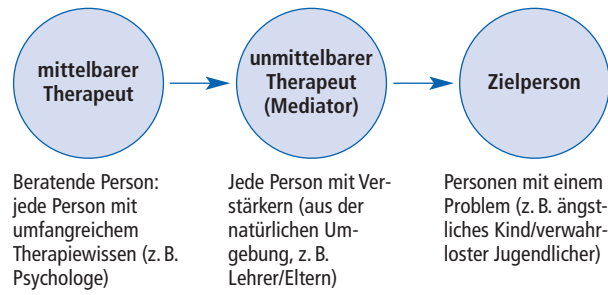 mittelbarer
Therapeut
unmittelbarer
Therapeut
(Mediator)
Zielperson
Beratende Person:
jede Person mit
umfangreichem
Therapiewissen (z. B.
Psychologe)
Jede Person mit Ver-
stärkern (aus der
natürlichen Um-
gebung, z. B.
Lehrer/Eltern)
Personen mit einem
Problem (z. B. ängst-
liches Kind/verwahr-
loster Jugendlicher)